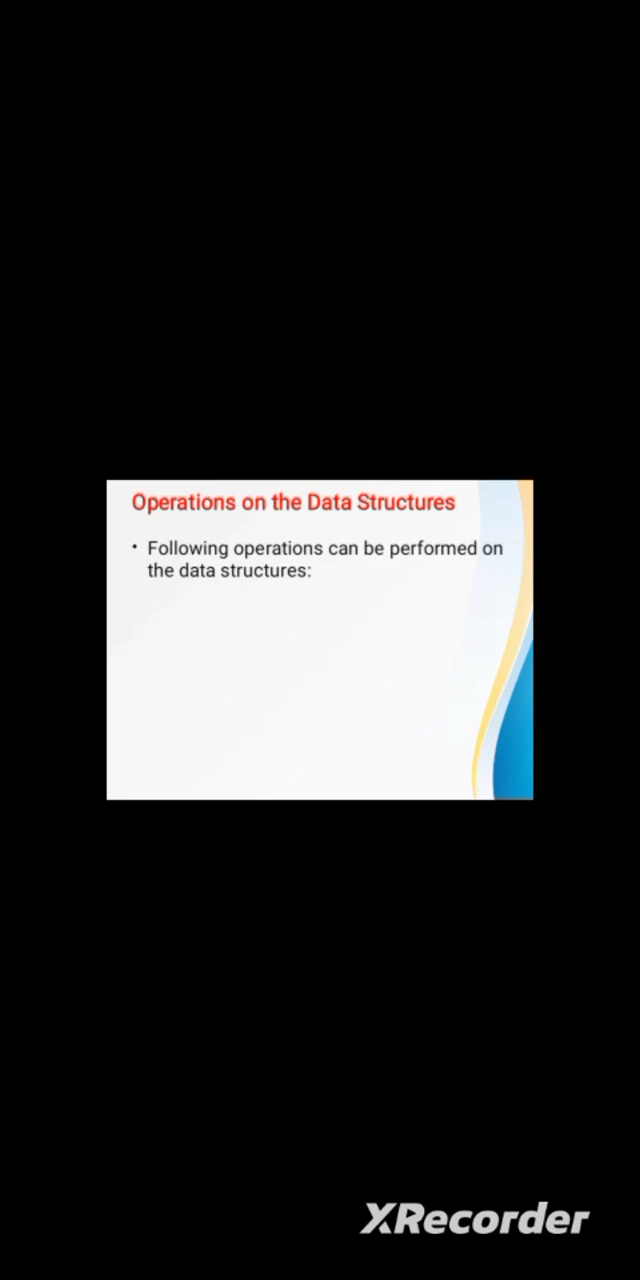 Operations on the Data Structures
• Following operations can be performed on
the data structures:
XRecorder